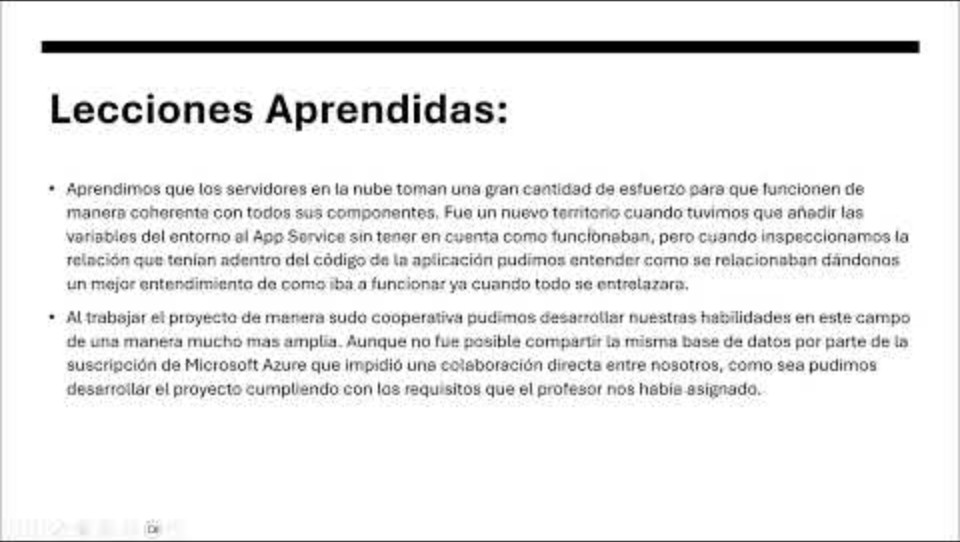 Lecciones Aprendidas:
• Aprendimos que los servidores en la nube toman una gran cantidad de esfuerzo para que funcionen de
manera coherente con todos sus componentes. Fue un nuevo territorio cuando tuvimos que añadir las
variables del entorno al App Service sin tener en cuenta como funcionaban, pero cuando inspeccionamos la
relación que tenían adentro del código de la aplicación pudimos entender como se relacionaban dándonos
un mejor entendimiento de como iba a funcionar ya cuando todo se entrelazara.
• Al trabajar el proyecto de manera sudo cooperativa pudimos desarrollar nuestras habilidades en este campo
de una manera mucho mas amplia. Aunque no fue posible compartir la misma base de datos por parte de la
suscripción de Microsoft Azure que impidió una colaboración directa entre nosotros, como sea pudimos
desarrollar el proyecto cumpliendo con los requisitos que el profesor nos había asignado.